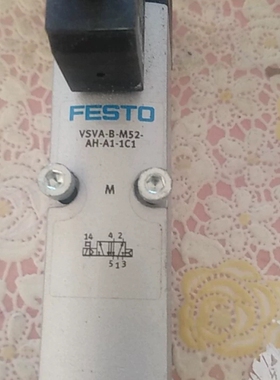 FESTO
VSVA-B-M52-
AH-A1-1C1
M
14 4 2
5 1 3